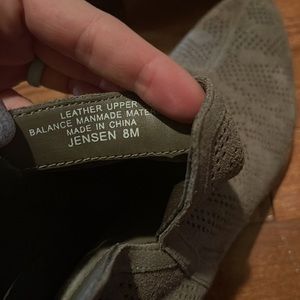 LEATHER UPPER
BALANCE MANMADE MATE
MADE IN CHINA
JENSEN 8M